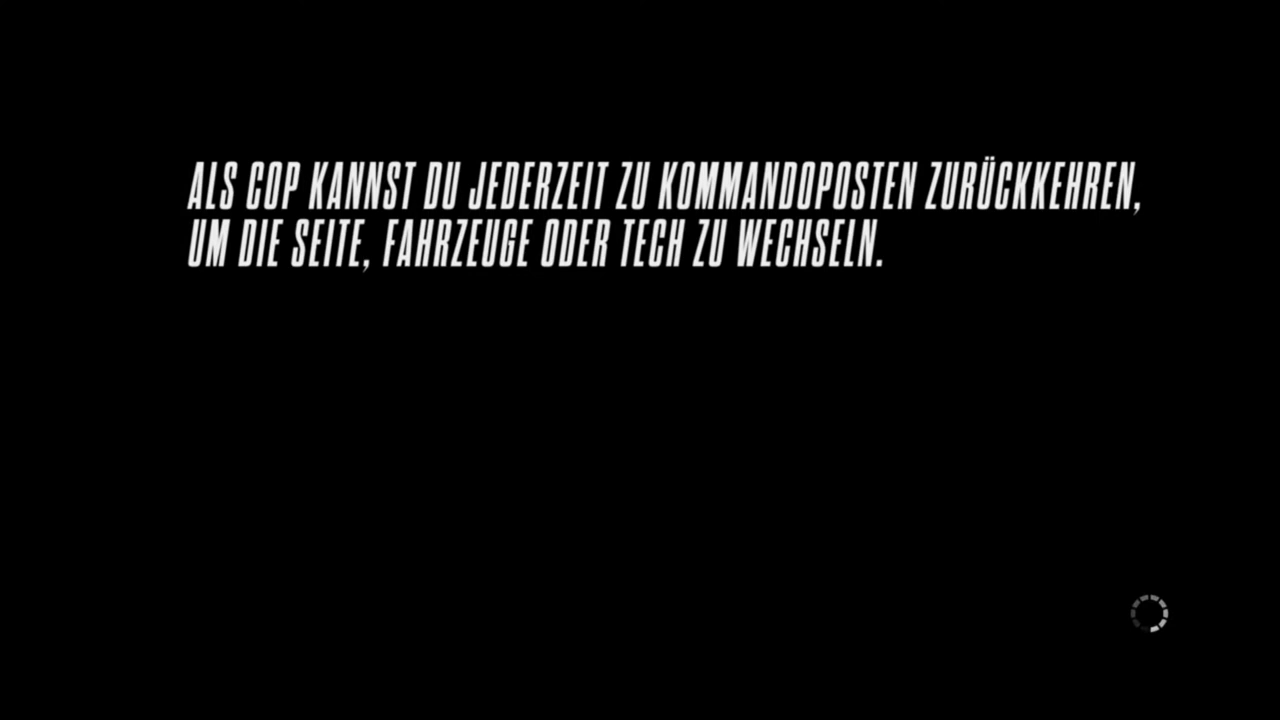 ALS COP KANNST DU JEDERZEIT ZU KOMMANDOPOSTEN ZURÜCKKEHREN,
UM DIE SEITE, FAHRZEUGE ODER TECH ZU WECHSELN.